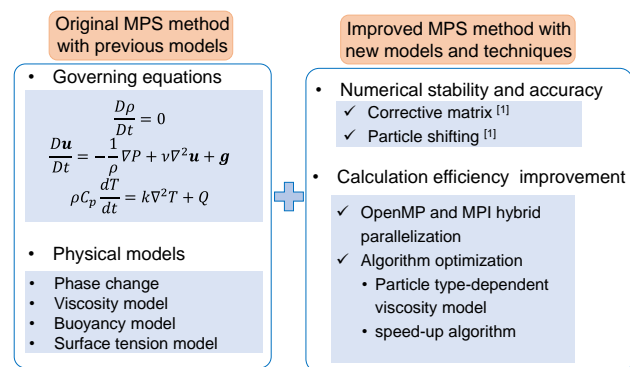 Original MPS method
with previous models
• Governing equations
Dρ/Dt = 0
Du/Dt = −1/ρ ∇P + ν∇²u + g
ρC_p dT/dt = k∇²T + Q
• Physical models
• Phase change
• Viscosity model
• Buoyancy model
• Surface tension model
Improved MPS method with
new models and techniques
• Numerical stability and accuracy
✓ Corrective matrix [1]
✓ Particle shifting [1]
• Calculation efficiency improvement
✓ OpenMP and MPI hybrid
parallelization
✓ Algorithm optimization
• Particle type-dependent
viscosity model
• speed-up algorithm